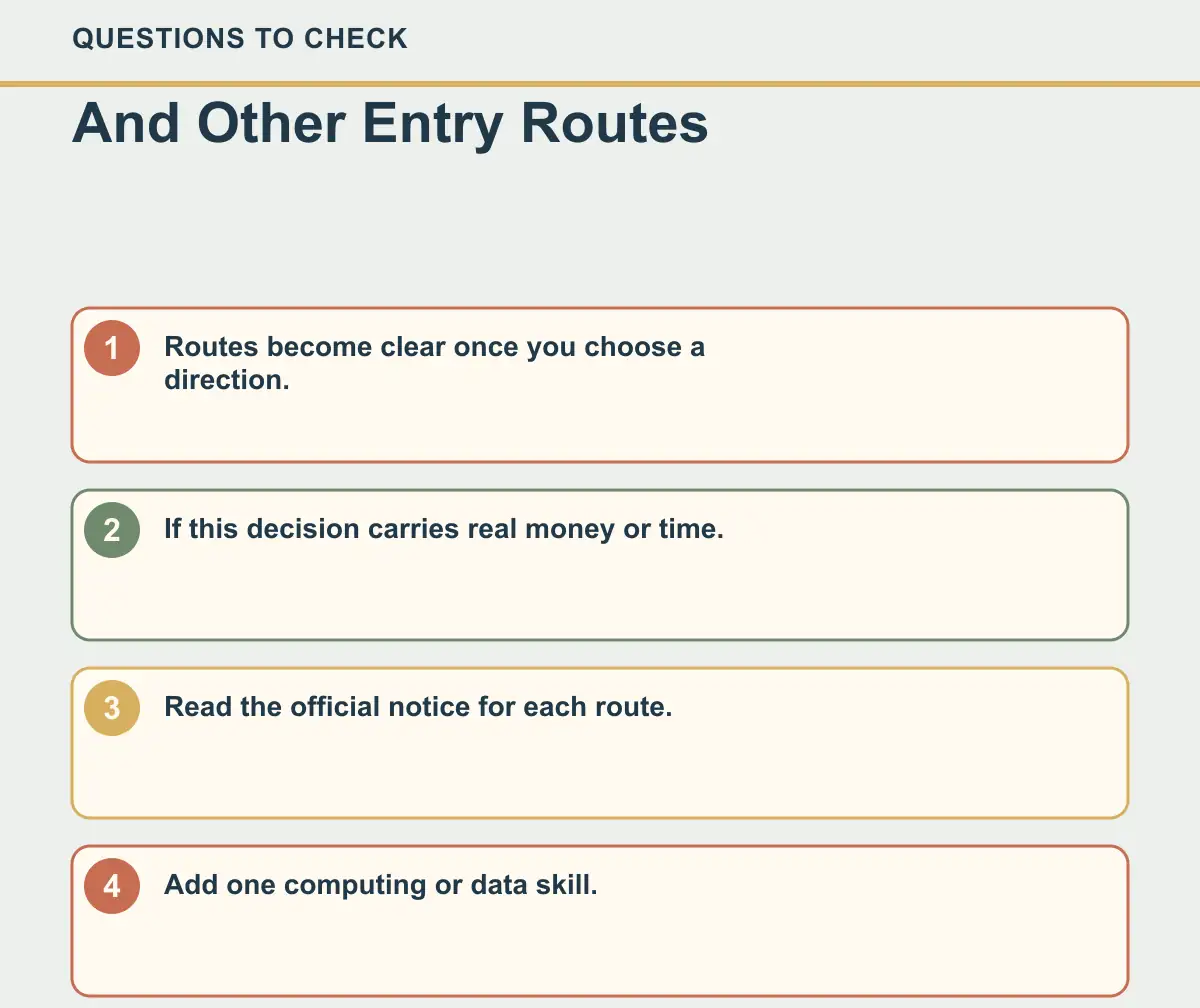 QUESTIONS TO CHECK
And Other Entry Routes
1
Routes become clear once you choose a
direction.
2
If this decision carries real money or time.
3
Read the official notice for each route.
4
Add one computing or data skill.